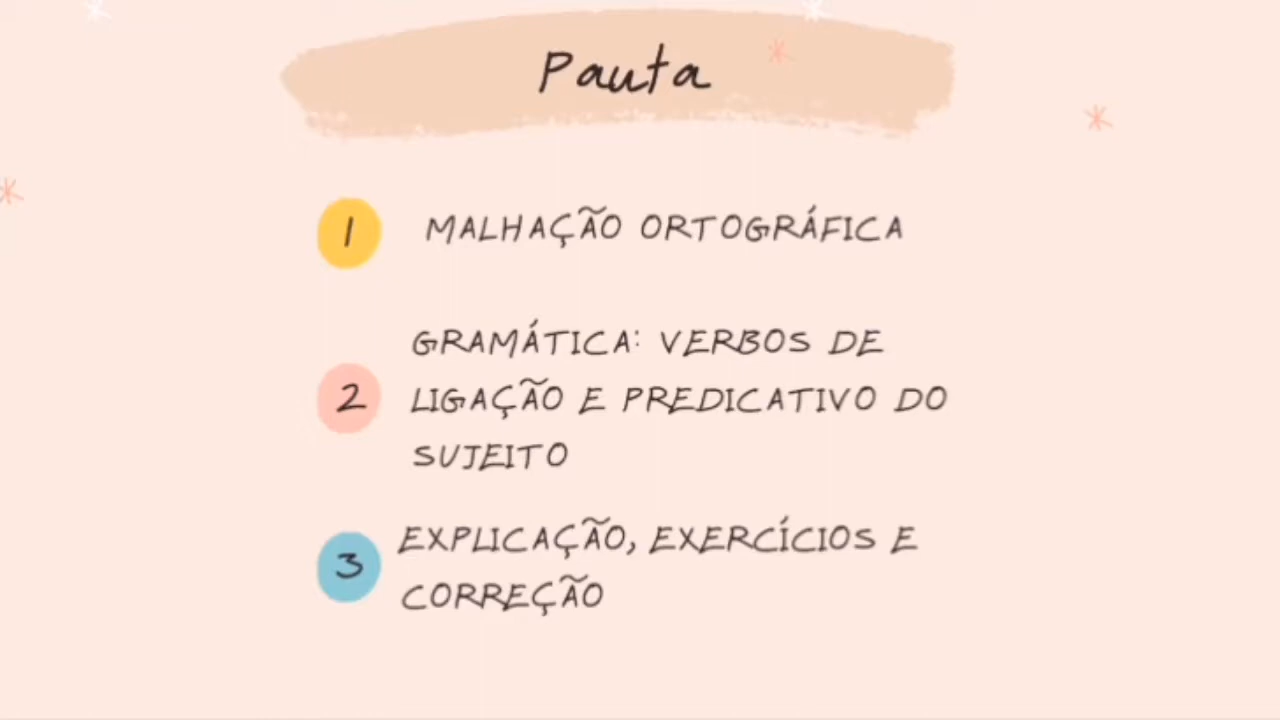 Pauta
1 MALHAÇÃO ORTOGRÁFICA
GRAMÁTICA: VERBOS DE
2 LIGAÇÃO E PREDICATIVO DO
SUJEITO
3 EXPLICAÇÃO, EXERCÍCIOS E
CORREÇÃO